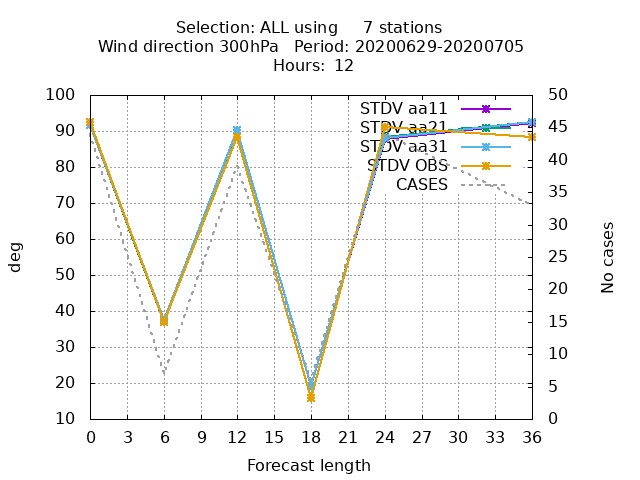 Selection: ALL using 7 stations
Wind direction 300hPa Period: 20200629-20200705
Hours: 12
100
90
80
70
60
50
40
30
20
10
50
45
40
35
30
25
20
15
10
5
0
deg
No cases
STDV aa11
STDV aa21
STDV aa31
STDV OBS
CASES
0 3 6 9 12 15 18 21 24 27 30 33 36
Forecast length